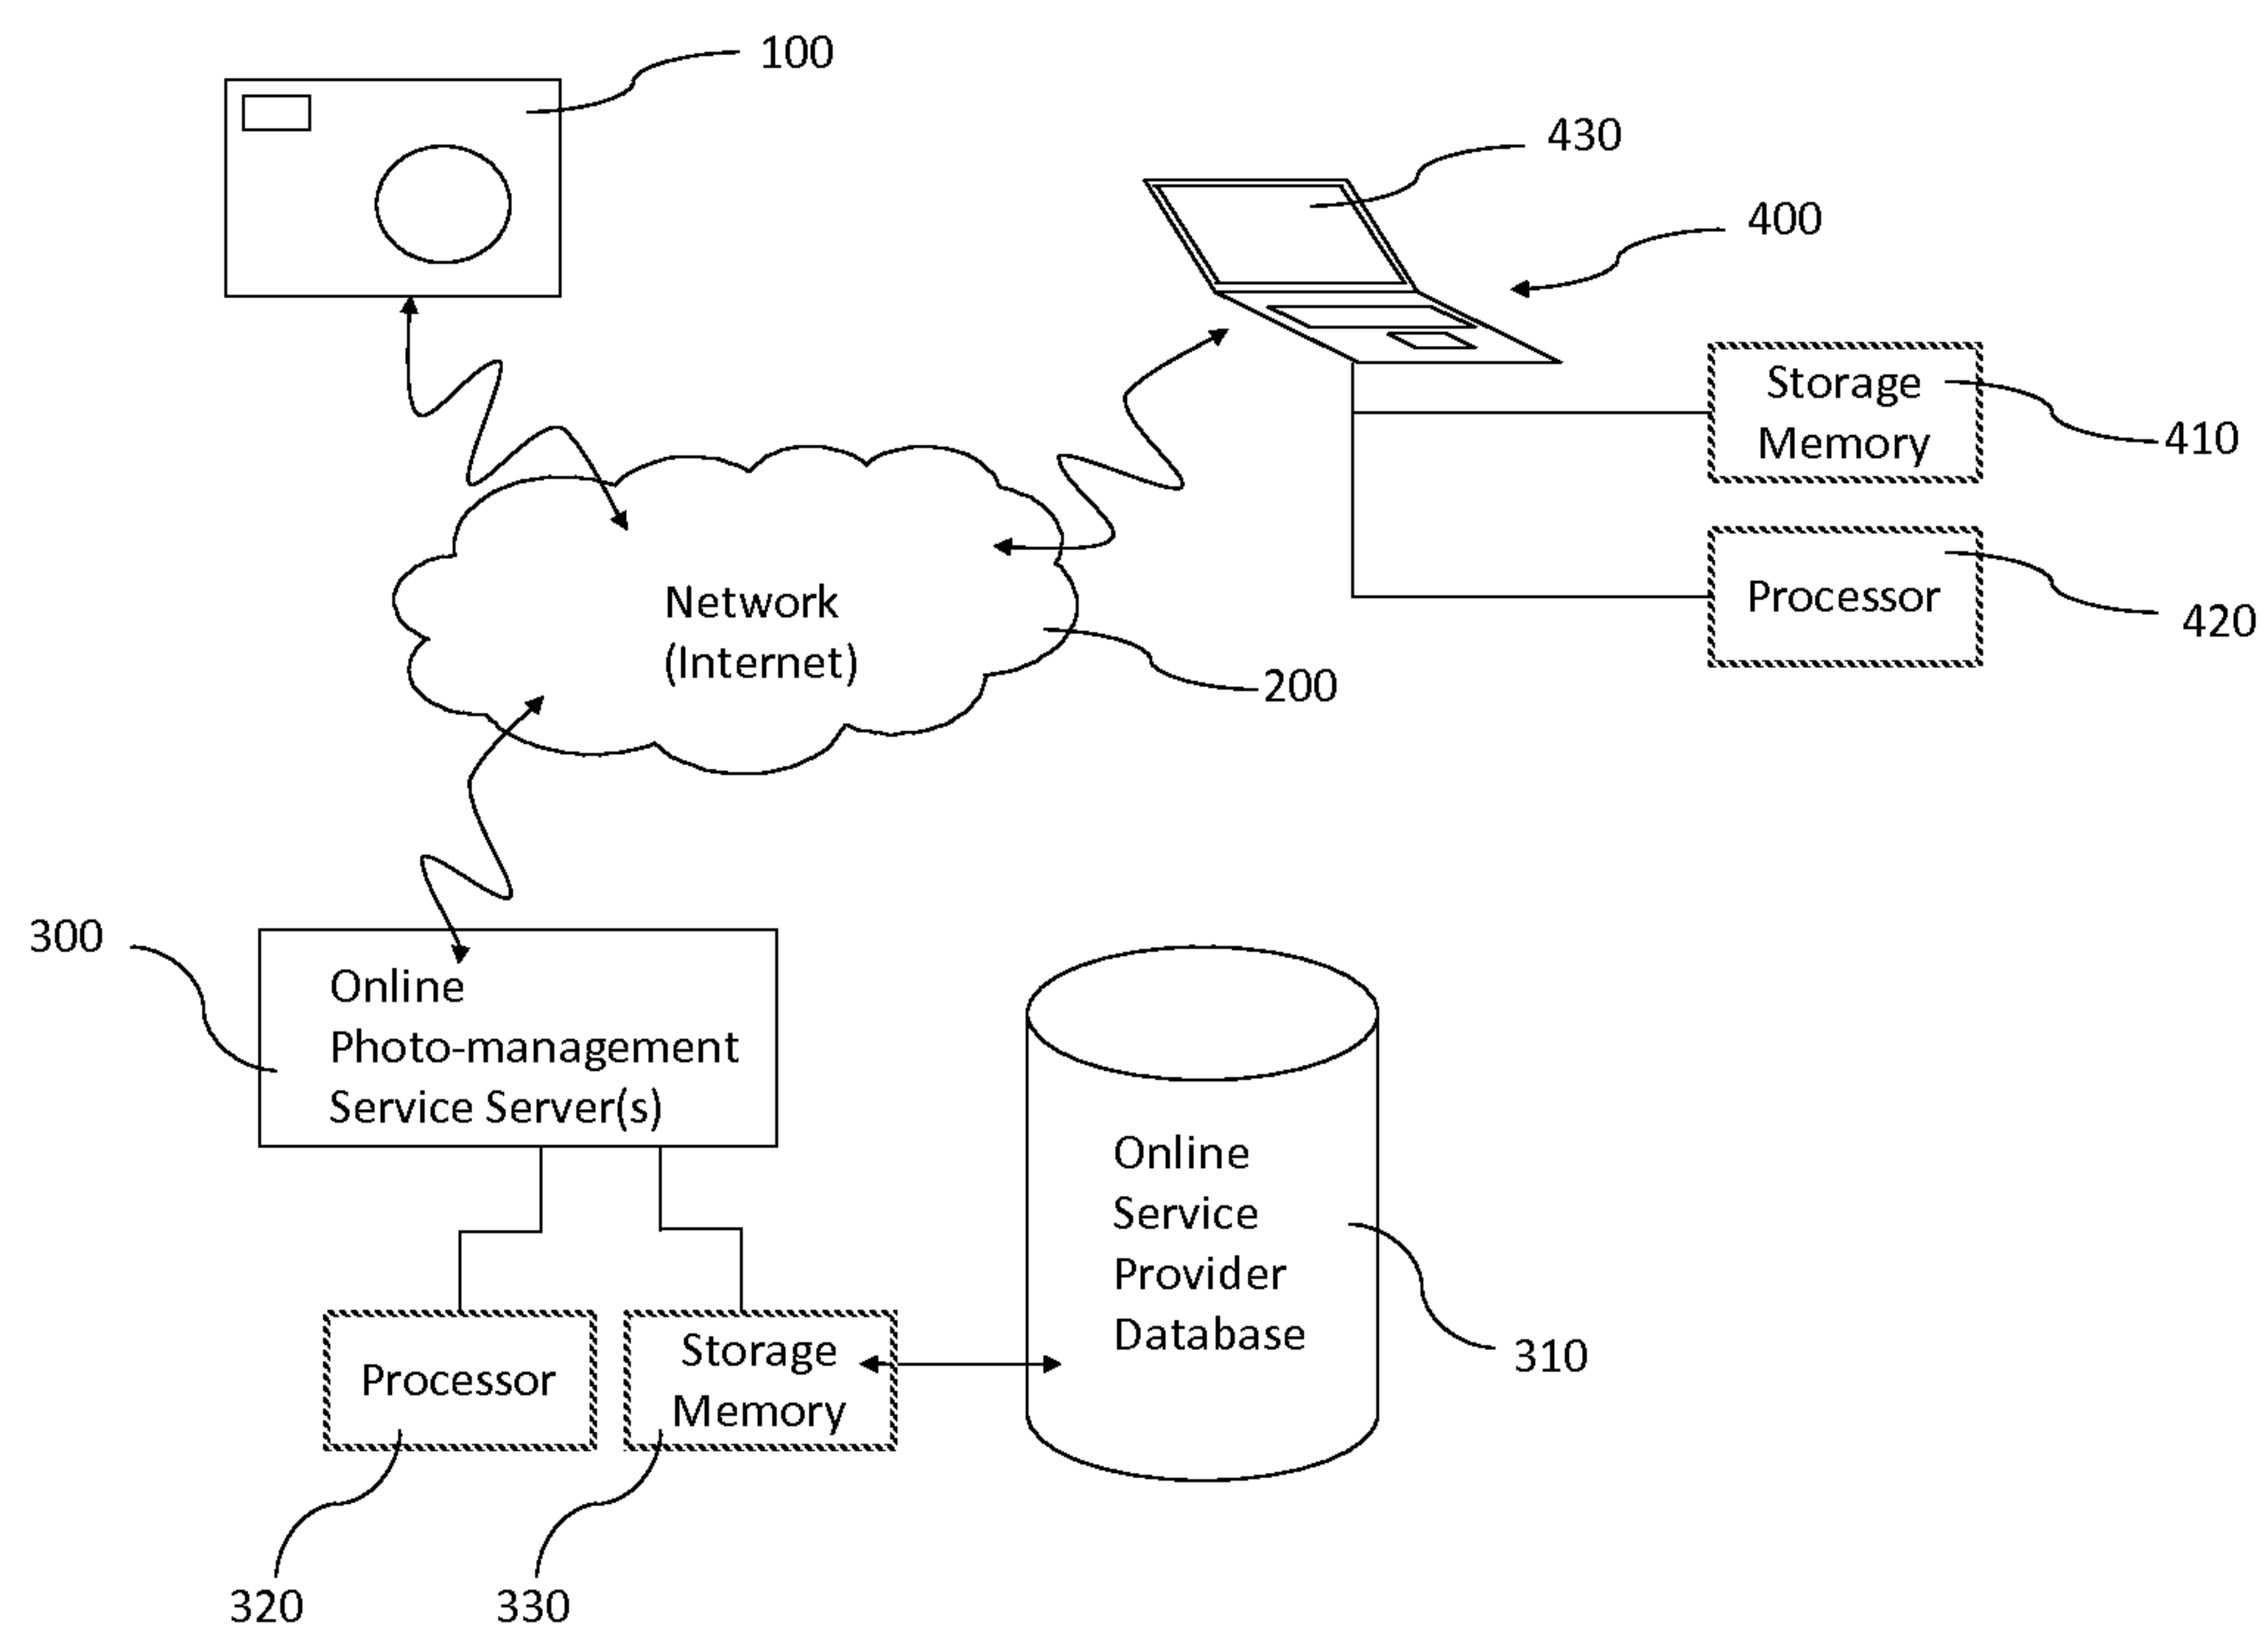 100
430
400
Storage
Memory
410
Processor
420
Network
(Internet)
200
300
Online
Photo-management
Service Server(s)
Online
Service
Provider
Database
310
Processor
Storage
Memory
320
330